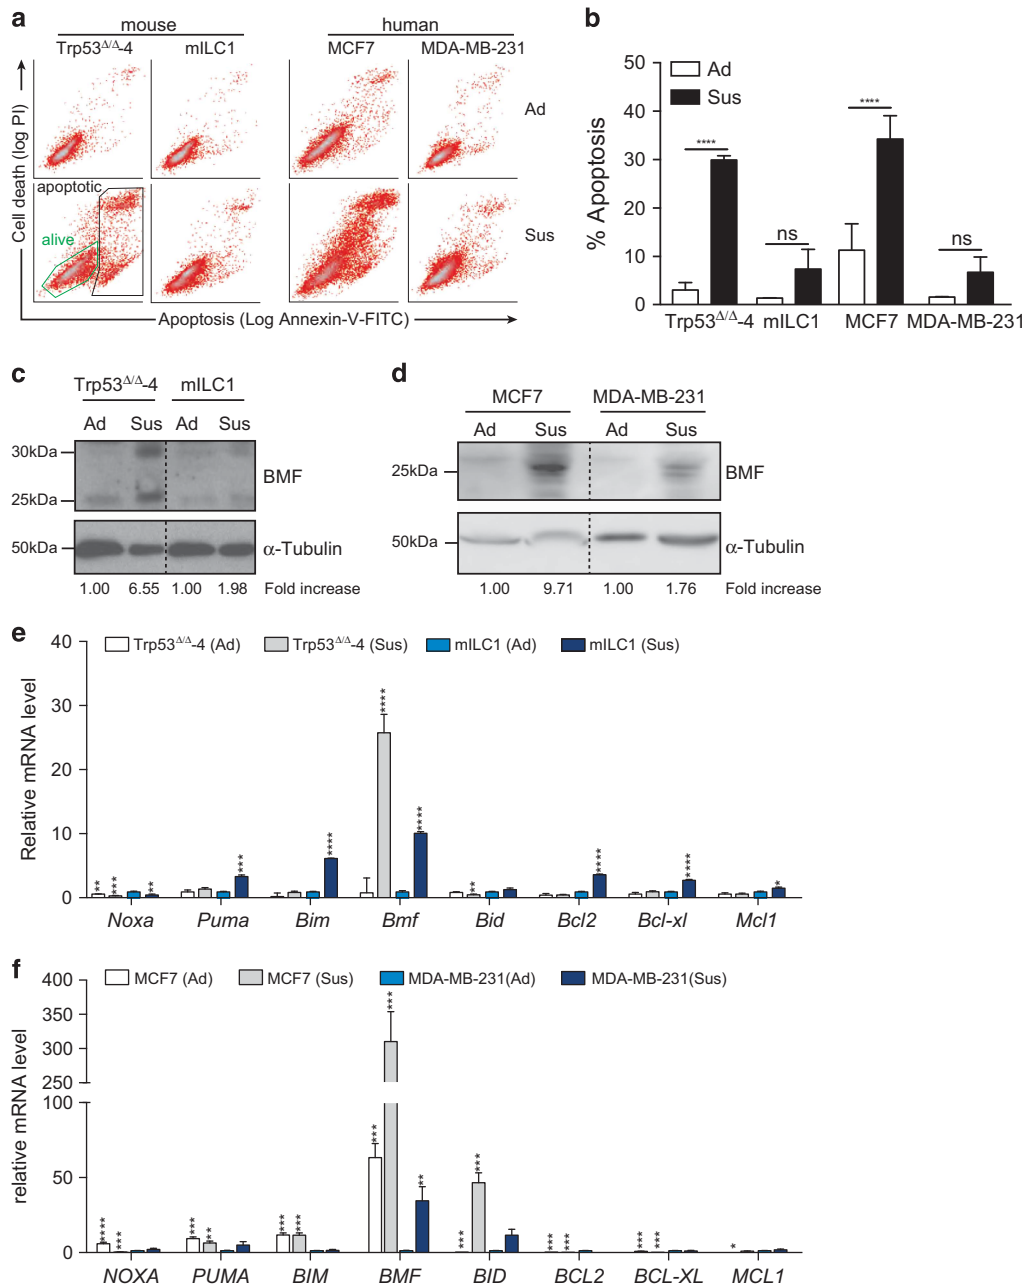 a
mouse
human
Trp53Δ/Δ-4
mILC1
MCF7
MDA-MB-231
Cell death (log PI)
Ad
apoptotic
alive
Sus
Apoptosis (Log Annexin-V-FITC)
b
% Apoptosis
50
40
30
20
10
0
Ad
Sus
****
ns
****
ns
Trp53Δ/Δ-4
mILC1
MCF7
MDA-MB-231
c
Trp53Δ/Δ-4
mILC1
Ad
Sus
Ad
Sus
30kDa
BMF
25kDa
50kDa
α-Tubulin
1.00
6.55
1.00
1.98
Fold increase
d
MCF7
MDA-MB-231
Ad
Sus
Ad
Sus
25kDa
BMF
50kDa
α-Tubulin
1.00
9.71
1.00
1.76
Fold increase
e
Relative mRNA level
40
30
20
10
0
Trp53Δ/Δ-4 (Ad)
Trp53Δ/Δ-4 (Sus)
mILC1 (Ad)
mILC1 (Sus)
**
***
**
***
****
****
****
**
****
****
*
Noxa
Puma
Bim
Bmf
Bid
Bcl2
Bcl-xl
Mcl1
f
relative mRNA level
400
350
300
250
100
50
0
MCF7 (Ad)
MCF7 (Sus)
MDA-MB-231(Ad)
MDA-MB-231(Sus)
****
***
***
**
***
***
***
***
**
***
***
***
***
***
***
*
NOXA
PUMA
BIM
BMF
BID
BCL2
BCL-XL
MCL1